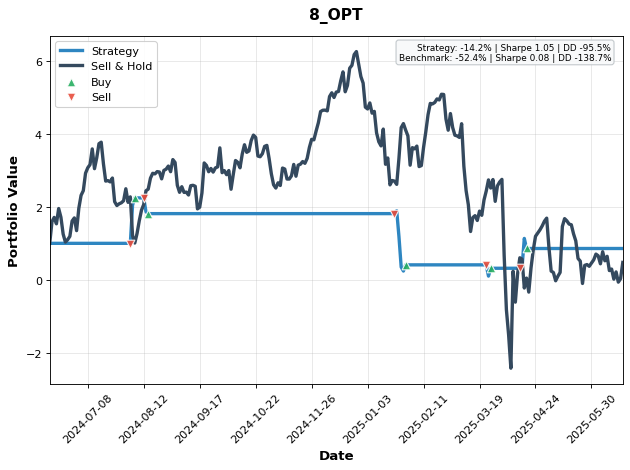 8_OPT
Strategy
Sell & Hold
Buy
Sell
Strategy: -14.2% | Sharpe 1.05 | DD -95.5%
Benchmark: -52.4% | Sharpe 0.08 | DD -138.7%
Portfolio Value
6
4
2
0
−2
2024-07-08
2024-08-12
2024-09-17
2024-10-22
2024-11-26
2025-01-03
2025-02-11
2025-03-19
2025-04-24
2025-05-30
Date